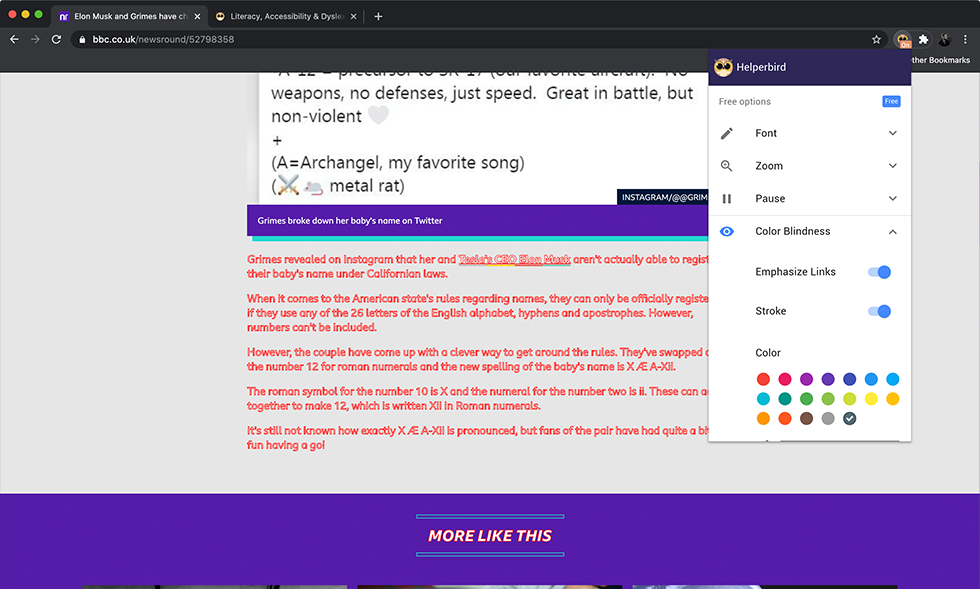 Elon Musk and Grimes have ch
Literacy, Accessibility & Dyslex
bbc.co.uk/newsround/52798358
On
ther Bookmarks
Helperbird
A-12 = precursor to SR-17 (our favorite aircraft). No
weapons, no defenses, just speed. Great in battle, but
non-violent
+
(A=Archangel, my favorite song)
( metal rat)
INSTAGRAM/@@GRIM
Grimes broke down her baby's name on Twitter
Grimes revealed on Instagram that her and Tesla's CEO Elon Musk aren't actually able to regist
their baby's name under Californian laws.
When it comes to the American state's rules regarding names, they can only be officially registe
if they use any of the 26 letters of the English alphabet, hyphens and apostrophes. However,
numbers can't be included.
However, the couple have come up with a clever way to get around the rules. They've swapped
the number 12 for roman numerals and the new spelling of the baby's name is X Æ A-Xii.
The roman symbol for the number 10 is X and the numeral for the number two is ii. These can a
together to make 12, which is written XII in Roman numerals.
It's still not known how exactly X Æ A-Xii is pronounced, but fans of the pair have had quite a bi
fun having a go!
MORE LIKE THIS
Free options
Free
Font
Zoom
Pause
Color Blindness
Emphasize Links
Stroke
Color